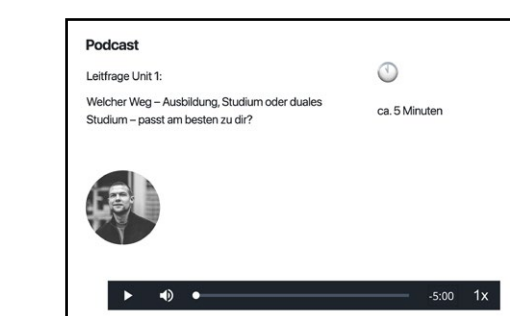 Podcast
Leitfrage Unit 1:
Welcher Weg – Ausbildung, Studium oder duales
Studium – passt am besten zu dir?
ca. 5 Minuten
-5:00 1x